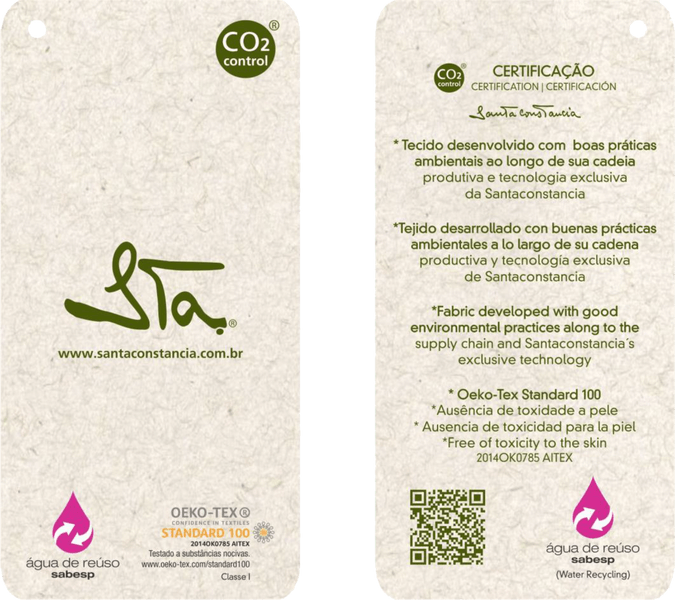 CO2
control
®
Sta.®
www.santaconstancia.com.br
água de reúso
sabesp
OEKO-TEX®
CONFIDENCE IN TEXTILES
STANDARD 100
2014OK0785 AITEX
Testado a substâncias nocivas.
www.oeko-tex.com/standard100
Classe I
CO2
control
®
CERTIFICAÇÃO
CERTIFICATION | CERTIFICACIÓN
Santaconstancia
* Tecido desenvolvido com boas práticas
ambientais ao longo de sua cadeia
produtiva e tecnologia exclusiva
da Santaconstancia
*Tejido desarrollado con buenas prácticas
ambientales a lo largo de su cadena
productiva y tecnología exclusiva
de Santaconstancia
*Fabric developed with good
environmental practices along to the
supply chain and Santaconstancia´s
exclusive technology
* Oeko-Tex Standard 100
*Ausência de toxidade a pele
* Ausencia de toxicidad para la piel
*Free of toxicity to the skin
2014OK0785 AITEX
água de reúso
sabesp
(Water Recycling)